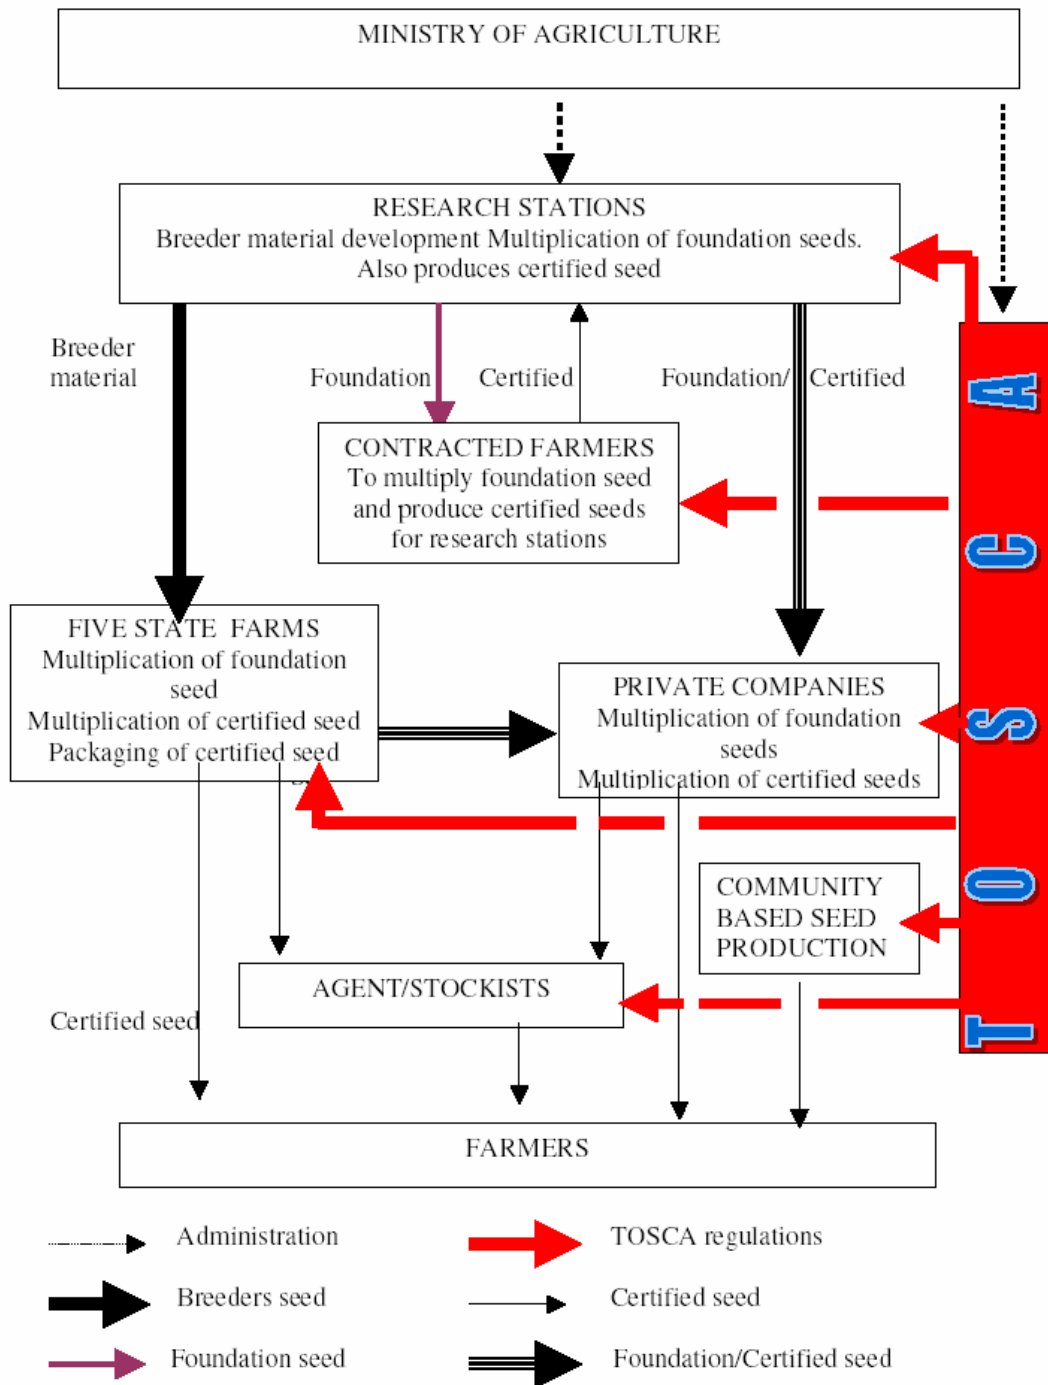 MINISTRY OF AGRICULTURE
RESEARCH STATIONS
Breeder material development Multiplication of foundation seeds.
Also produces certified seed
Breeder
material
Foundation
Certified
Foundation/
Certified
CONTRACTED FARMERS
To multiply foundation seed
and produce certified seeds
for research stations
FIVE STATE FARMS
Multiplication of foundation
seed
Multiplication of certified seed
Packaging of certified seed
PRIVATE COMPANIES
Multiplication of foundation
seeds
Multiplication of certified seeds
COMMUNITY
BASED SEED
PRODUCTION
AGENT/STOCKISTS
Certified seed
FARMERS
TOSCA
Administration
TOSCA regulations
Breeders seed
Certified seed
Foundation seed
Foundation/Certified seed